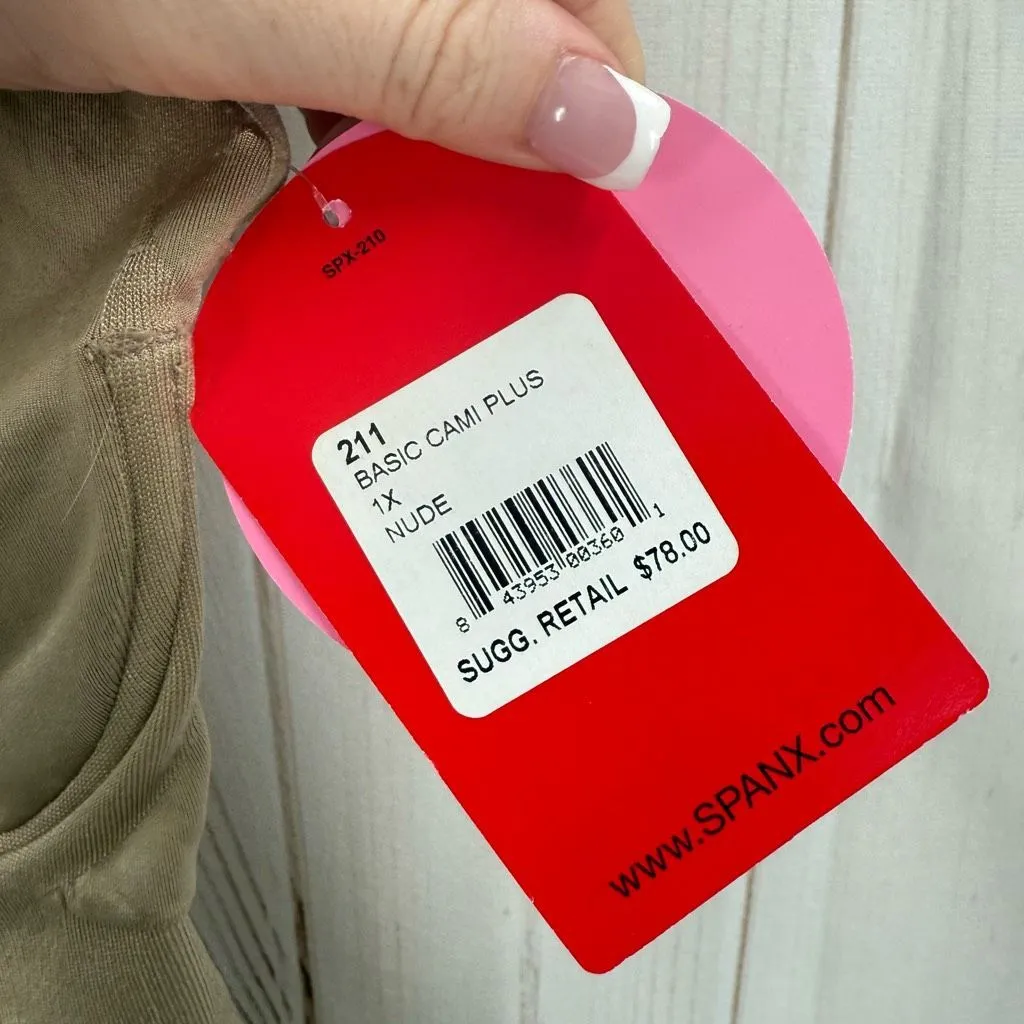 SPX-210
211
BASIC CAMI PLUS
1X
NUDE
8 43953 00360 1
SUGG. RETAIL $78.00
www.SPANX.com